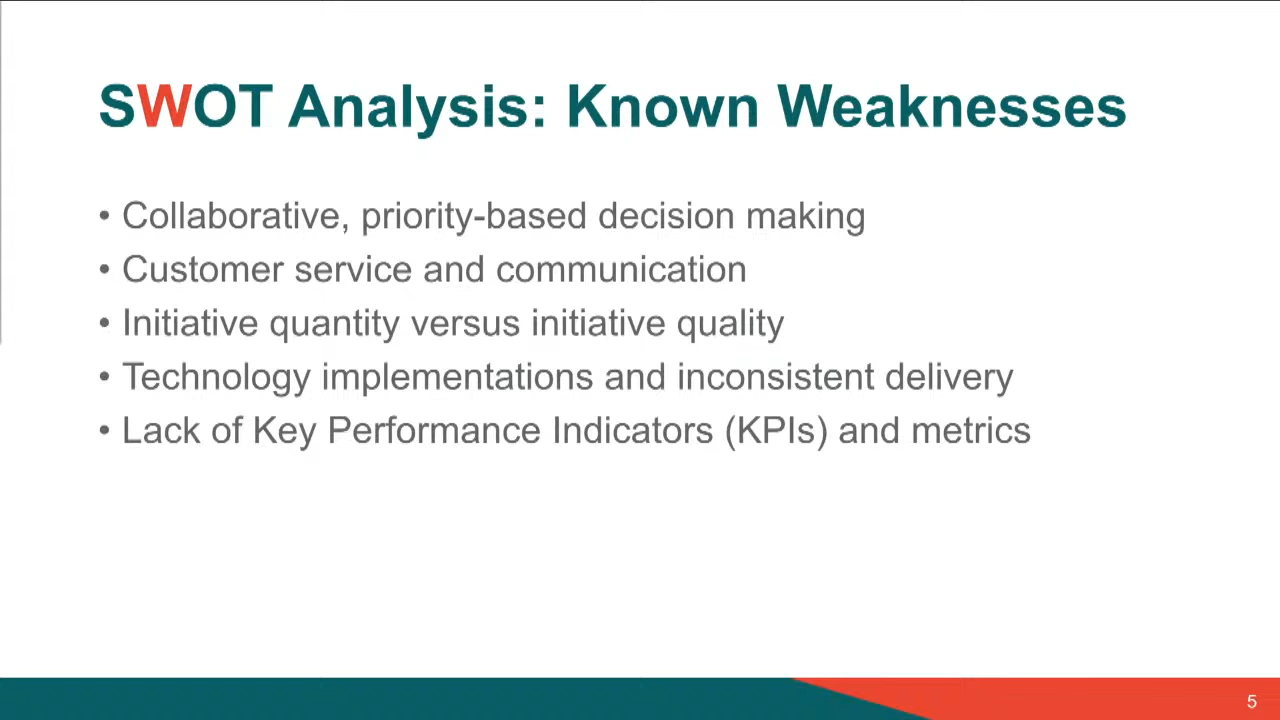 SWOT Analysis: Known Weaknesses
• Collaborative, priority-based decision making
• Customer service and communication
• Initiative quantity versus initiative quality
• Technology implementations and inconsistent delivery
• Lack of Key Performance Indicators (KPIs) and metrics
5